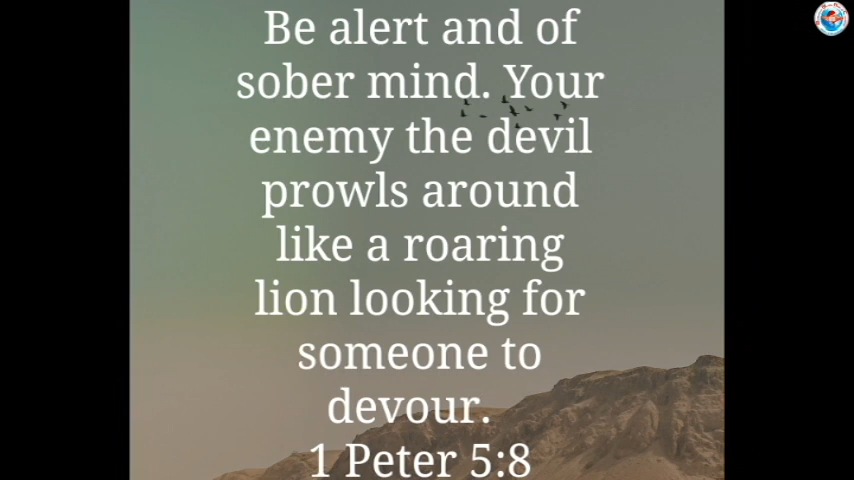 Be alert and of
sober mind. Your
enemy the devil
prowls around
like a roaring
lion looking for
someone to
devour.
1 Peter 5:8